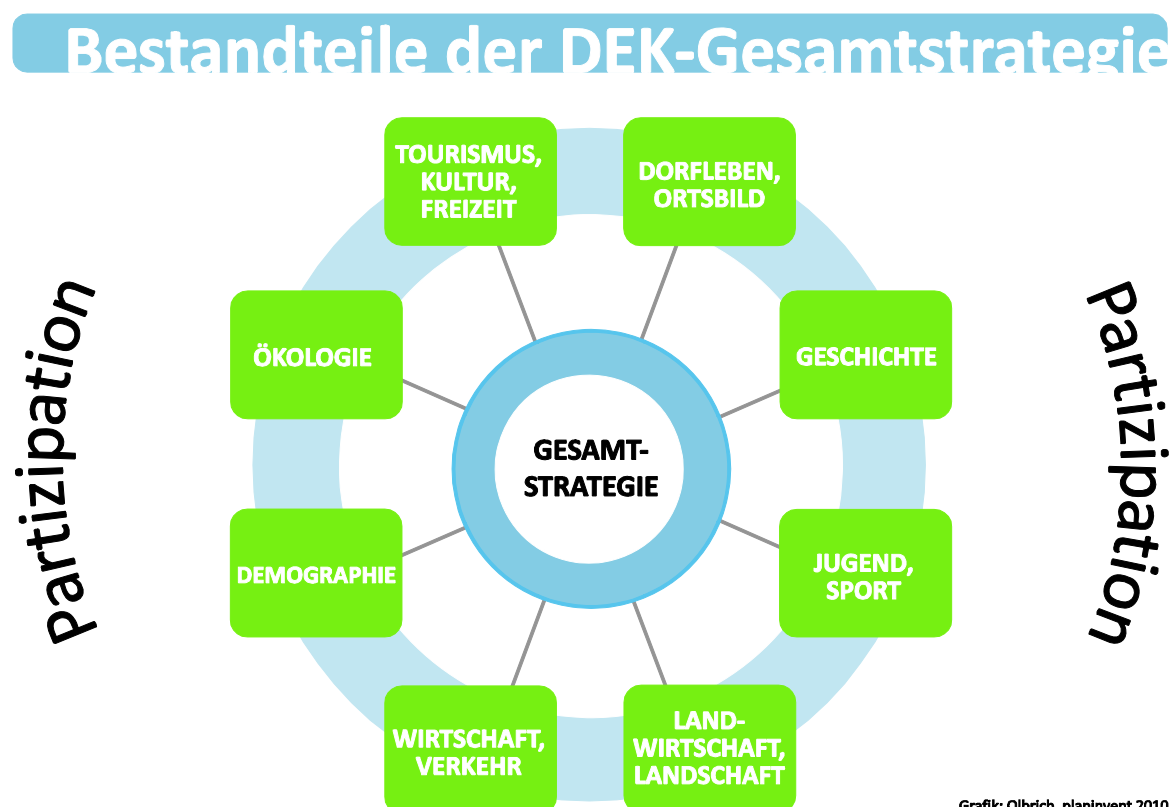 Bestandteile der DEK-Gesamtstrategie
TOURISMUS,
KULTUR,
FREIZEIT
DORFLEBEN,
ORTSBILD
ÖKOLOGIE
GESCHICHTE
Partizipation
GESAMT-
STRATEGIE
Partizipation
DEMOGRAPHIE
JUGEND,
SPORT
WIRTSCHAFT,
VERKEHR
LAND-
WIRTSCHAFT,
LANDSCHAFT
Grafik: Olbrich, planinvent 2010